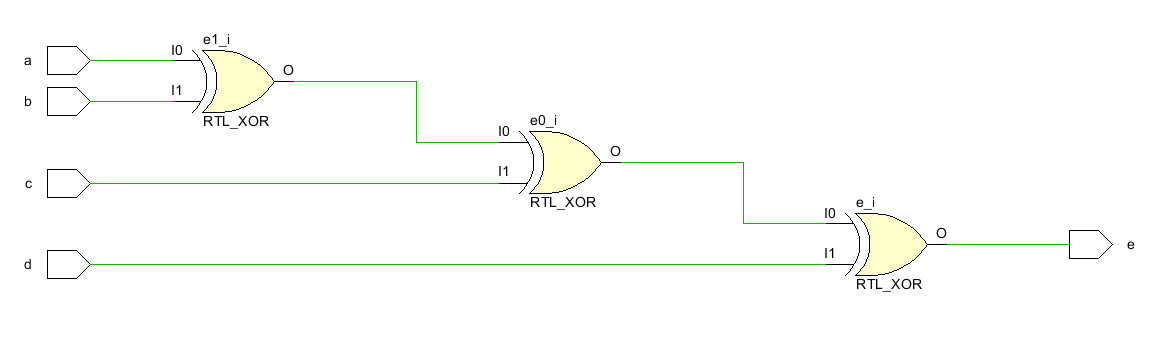 e1_i
a
I0
O
b
I1
RTL_XOR
e0_i
I0
O
c
I1
RTL_XOR
e_i
I0
O
e
d
I1
RTL_XOR